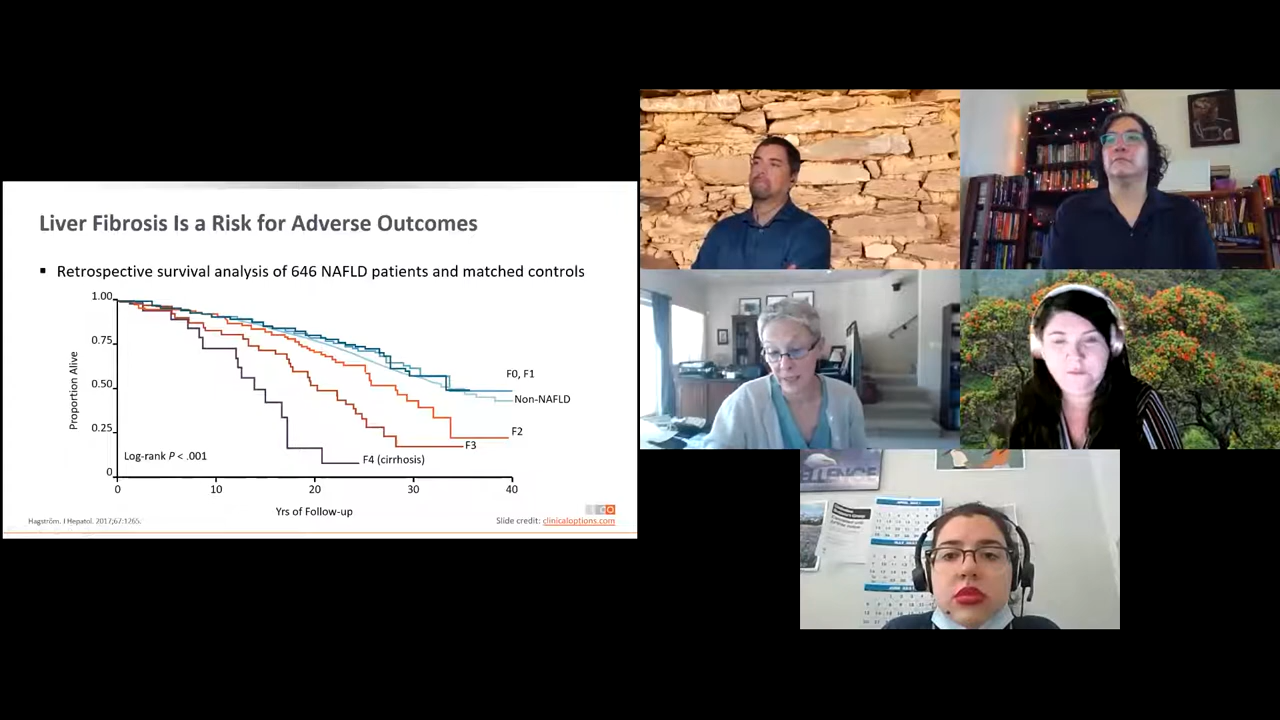 Liver Fibrosis Is a Risk for Adverse Outcomes
▪ Retrospective survival analysis of 646 NAFLD patients and matched controls
1.00
0.75
0.50
0.25
0
Proportion Alive
F0, F1
Non-NAFLD
F2
F3
F4 (cirrhosis)
Log-rank P < .001
0 10 20 30 40
Yrs of Follow-up
Hagström. J Hepatol. 2017;67:1265.
Slide credit: clinicaloptions.com
ELLENCE